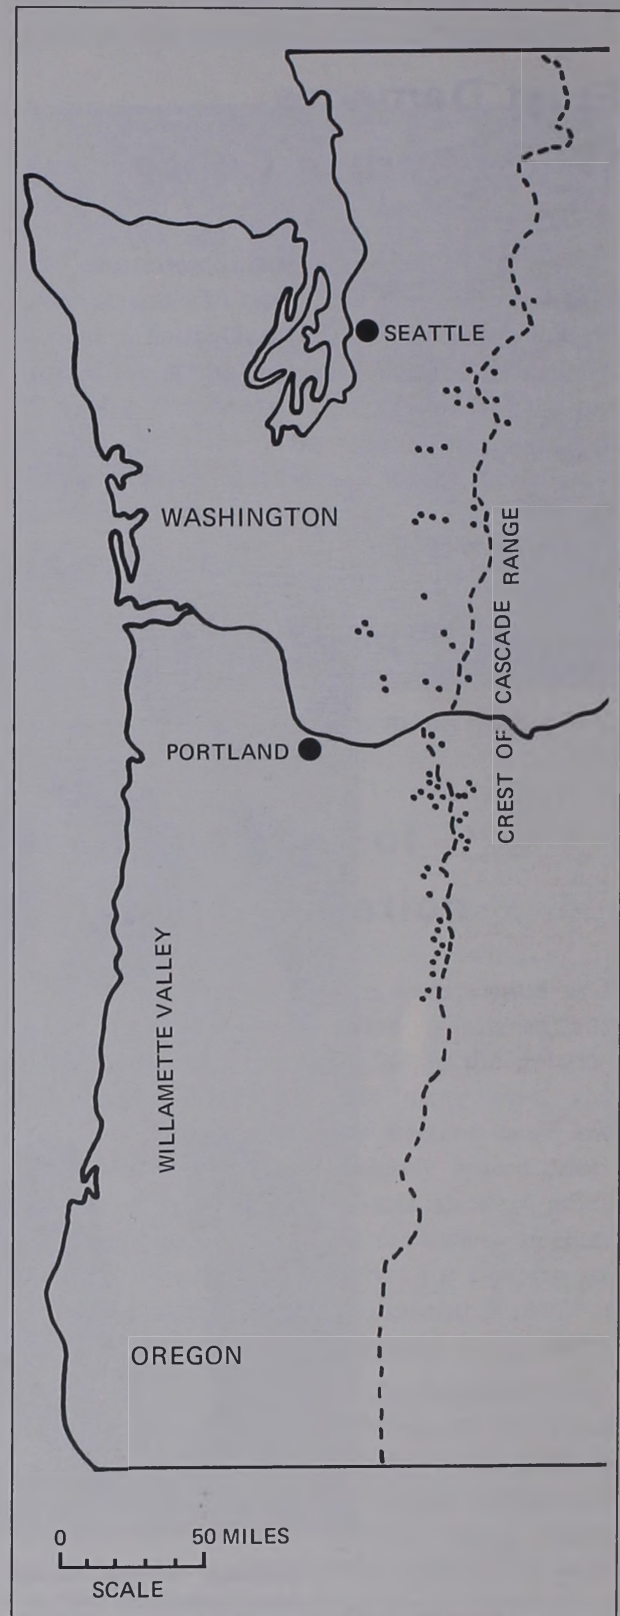 SEATTLE
WASHINGTON
CREST OF CASCADE RANGE
PORTLAND
WILLAMETTE VALLEY
OREGON
0 50 MILES
SCALE